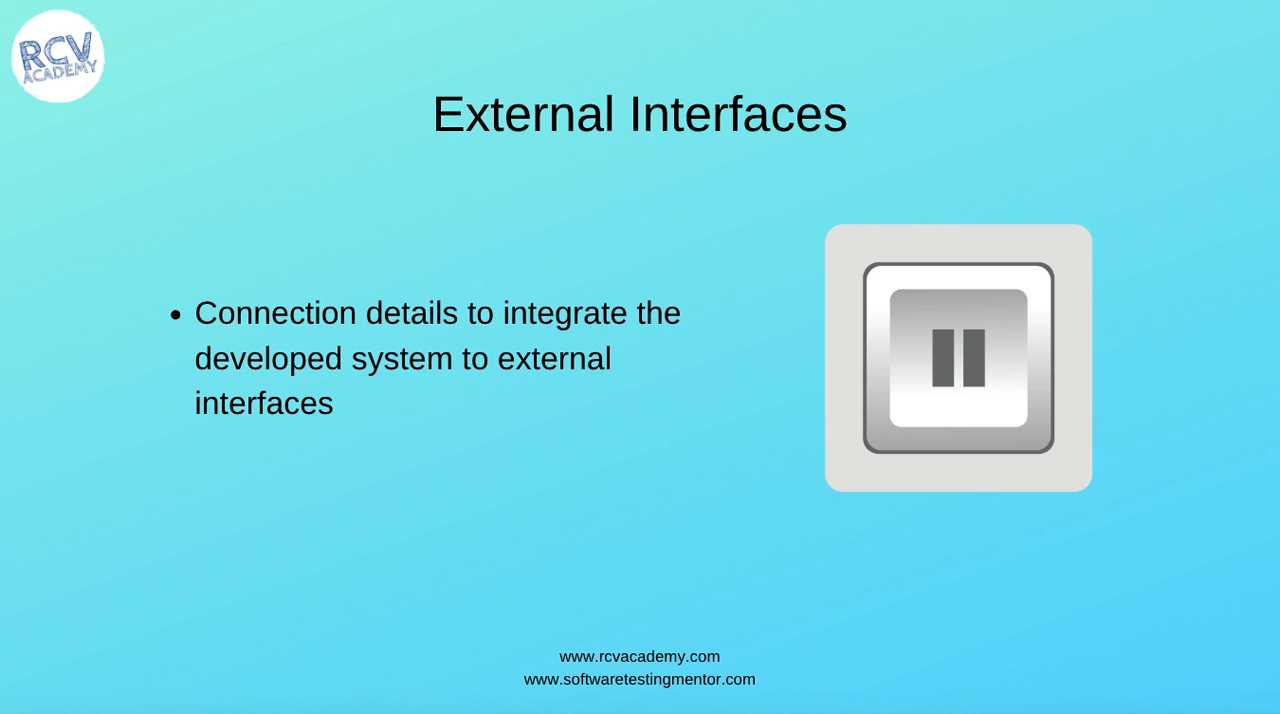 RCV
ACADEMY
External Interfaces
• Connection details to integrate the
developed system to external
interfaces
www.rcvacademy.com
www.softwaretestingmentor.com